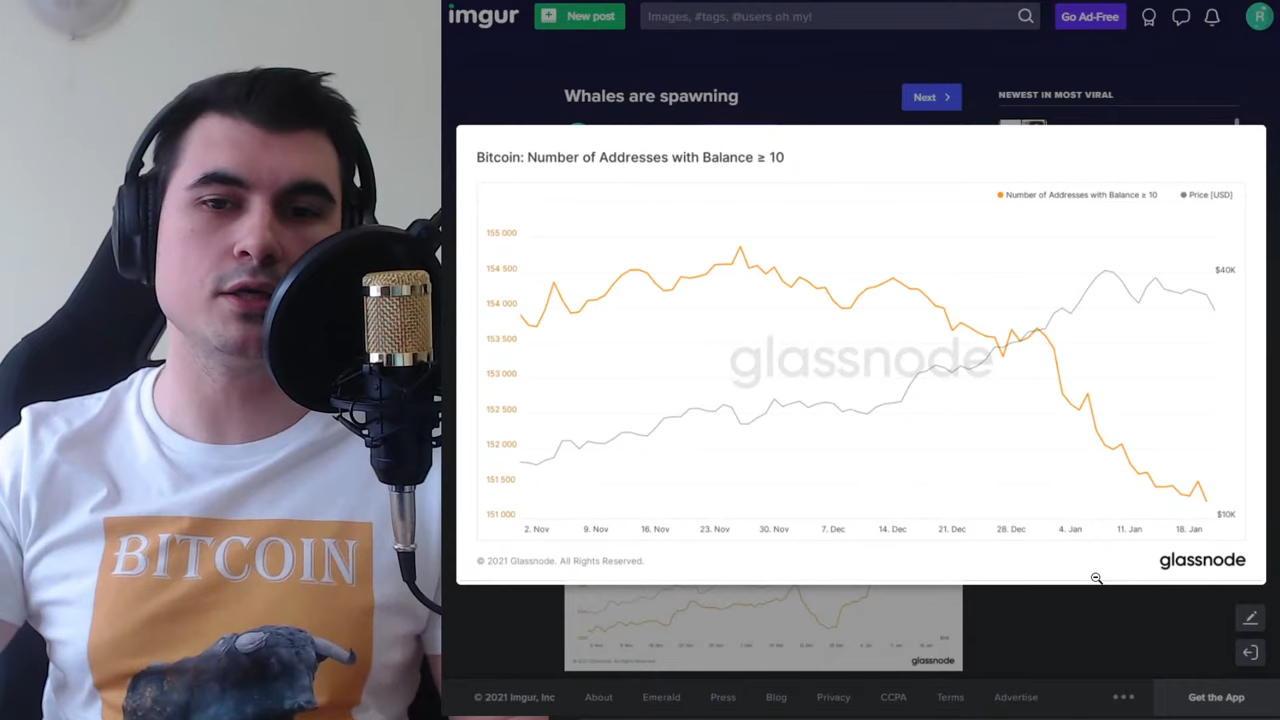 imgur
New post
Images, #tags, @users oh my!
Go Ad-Free
R
Whales are spawning
Next
NEWEST IN MOST VIRAL
Bitcoin: Number of Addresses with Balance ≥ 10
Number of Addresses with Balance ≥ 10
Price [USD]
155 000
154 500
154 000
153 500
153 000
152 500
152 000
151 500
151 000
$40K
$10K
glassnode
2. Nov
9. Nov
16. Nov
23. Nov
30. Nov
7. Dec
14. Dec
21. Dec
28. Dec
4. Jan
11. Jan
18. Jan
© 2021 Glassnode. All Rights Reserved.
glassnode
glassnode
© 2021 Imgur, Inc
About
Emerald
Press
Blog
Privacy
CCPA
Terms
Advertise
Get the App
BITCOIN